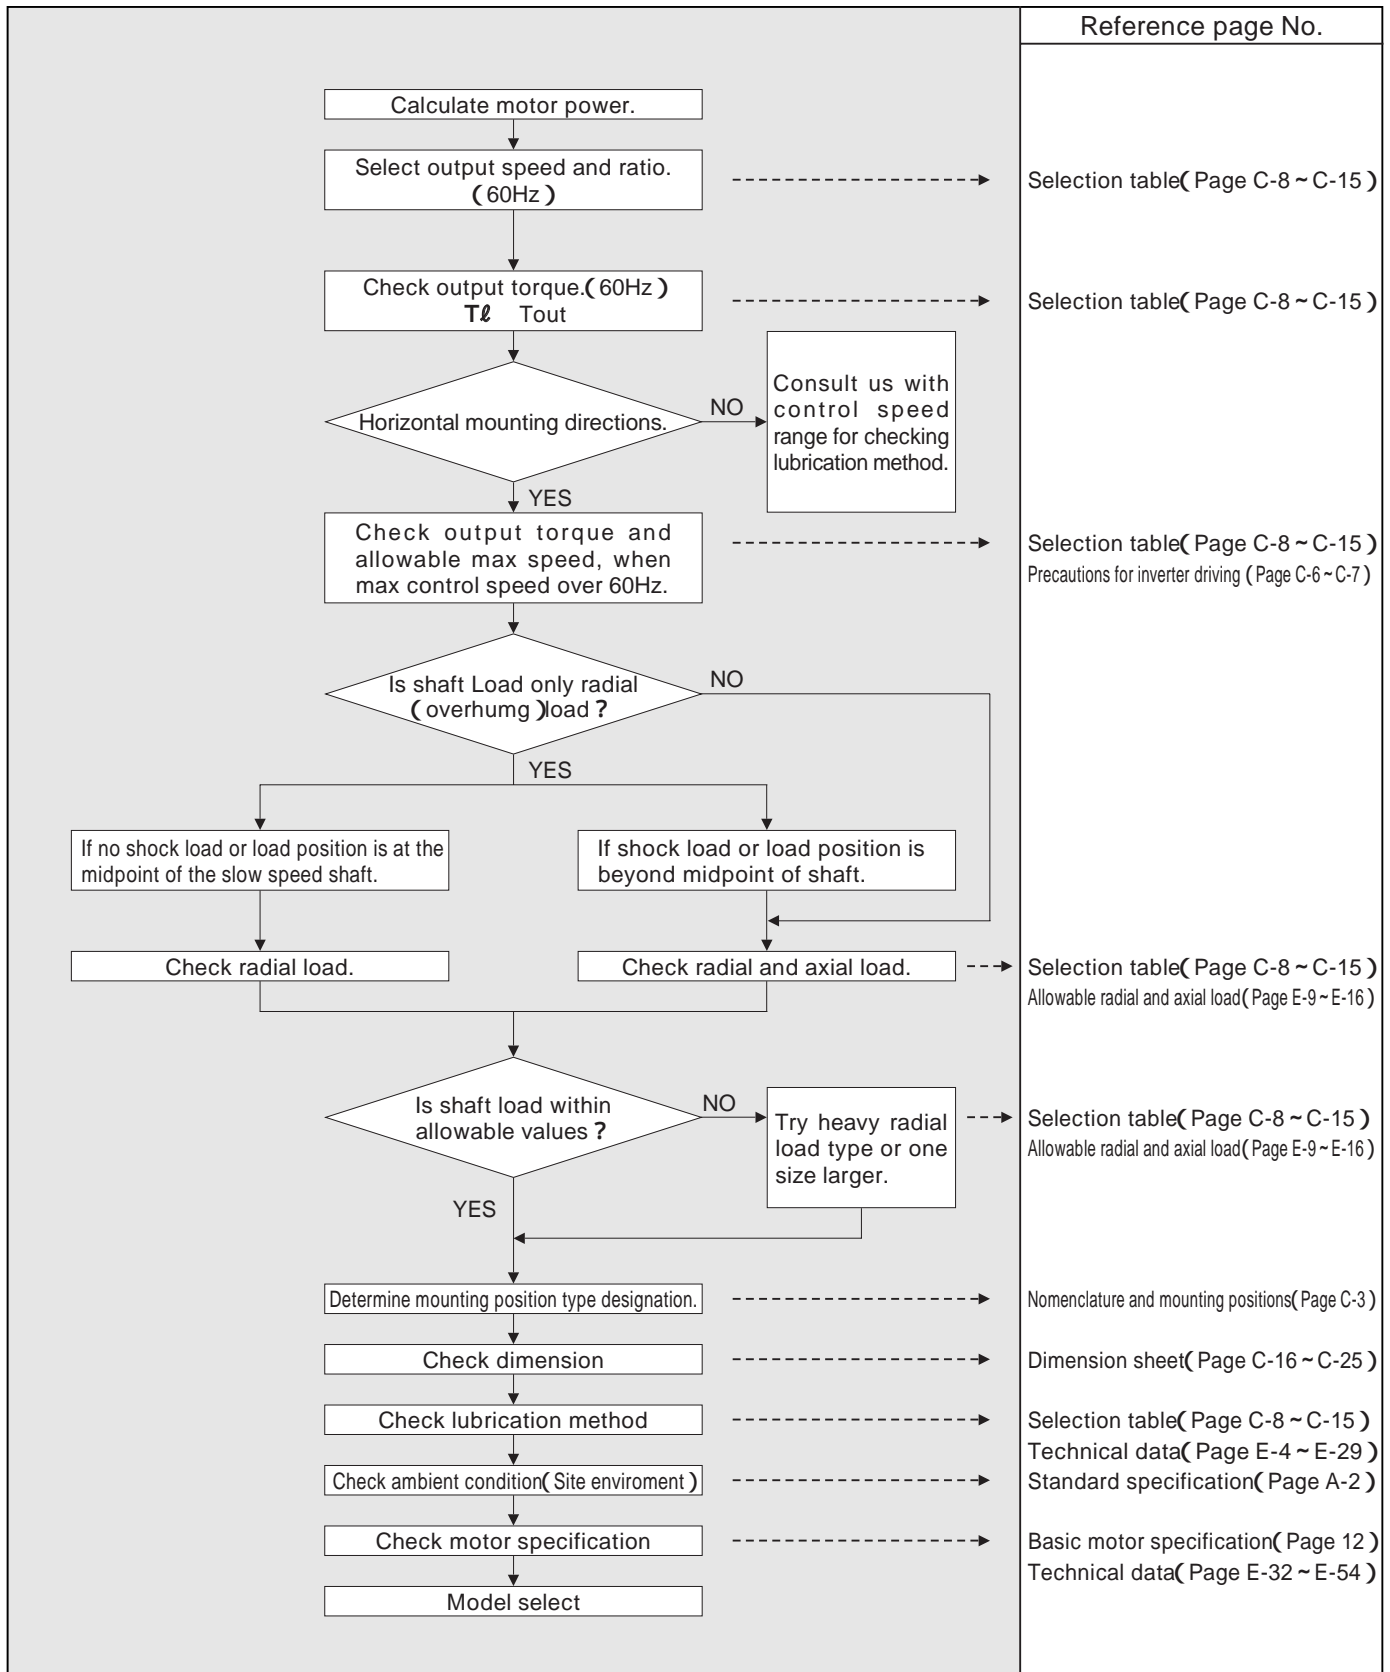 Reference page No.
Calculate motor power.
Select output speed and ratio.
(60Hz)
Selection table(Page C-8~C-15)
Check output torque.(60Hz)
Tℓ Tout
Selection table(Page C-8~C-15)
Horizontal mounting directions.
NO
Consult us with
control speed
range for checking
lubrication method.
YES
Check output torque and
allowable max speed, when
max control speed over 60Hz.
Selection table(Page C-8~C-15)
Precautions for inverter driving (Page C-6~C-7)
Is shaft Load only radial
(overhumg)load?
NO
YES
If no shock load or load position is at the
midpoint of the slow speed shaft.
If shock load or load position is
beyond midpoint of shaft.
Check radial load.
Check radial and axial load.
Selection table(Page C-8~C-15)
Allowable radial and axial load(Page E-9~E-16)
Is shaft load within
allowable values?
NO
Try heavy radial
load type or one
size larger.
Selection table(Page C-8~C-15)
Allowable radial and axial load(Page E-9~E-16)
YES
Determine mounting position type designation.
Nomenclature and mounting positions(Page C-3)
Check dimension
Dimension sheet(Page C-16~C-25)
Check lubrication method
Selection table(Page C-8~C-15)
Technical data(Page E-4~E-29)
Check ambient condition(Site enviroment)
Standard specification(Page A-2)
Check motor specification
Basic motor specification(Page 12)
Technical data(Page E-32~E-54)
Model select